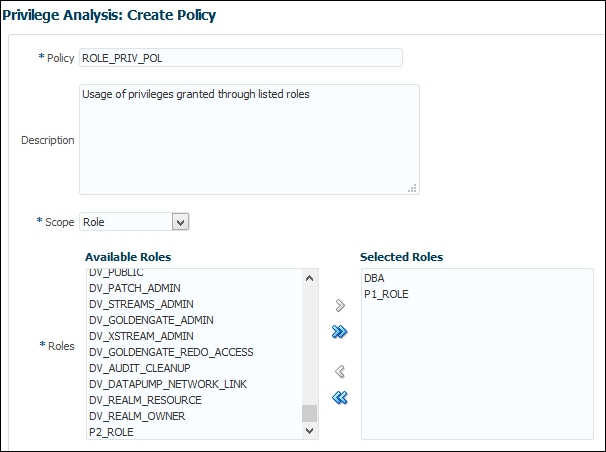 Privilege Analysis: Create Policy
* Policy ROLE_PRIV_POL
Usage of privileges granted through listed roles
Description
* Scope Role
Available Roles Selected Roles
DV_PUBLIC
DV_PATCH_ADMIN
DV_STREAMS_ADMIN
DV_GOLDENGATE_ADMIN
DV_XSTREAM_ADMIN
* Roles DV_GOLDENGATE_REDO_ACCESS
DV_AUDIT_CLEANUP
DV_DATAPUMP_NETWORK_LINK
DV_REALM_RESOURCE
DV_REALM_OWNER
P2_ROLE
DBA
P1_ROLE